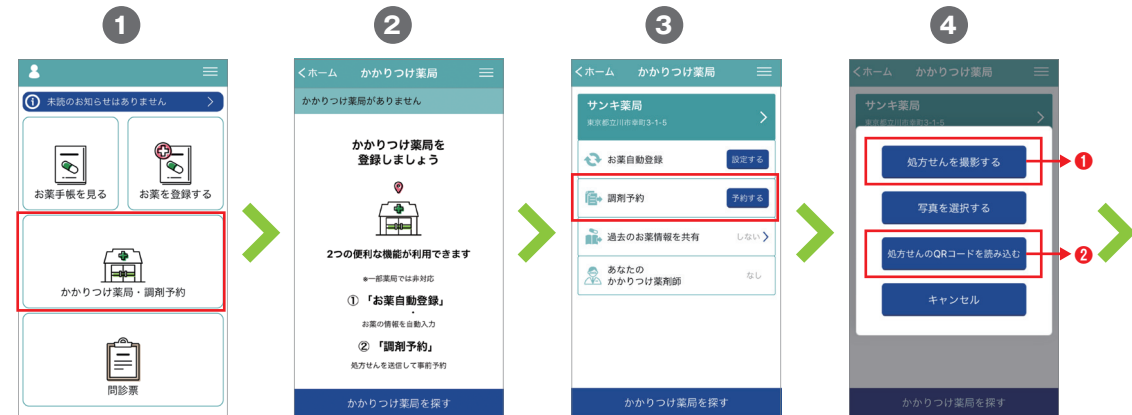 1
2
3
4
未読のお知らせはありません
お薬手帳を見る
お薬を登録する
かかりつけ薬局・調剤予約
問診票
くホーム かかりつけ薬局
かかりつけ薬局がありません
かかりつけ薬局を
登録しましょう
2つの便利な機能が利用できます
※一部薬局では非対応
① 「お薬自動登録」
お薬の情報を自動入力
② 「調剤予約」
処方せんを送信して事前予約
かかりつけ薬局を探す
くホーム かかりつけ薬局
サンキ薬局
東京都立川市幸町3-1-5
お薬自動登録 設定する
調剤予約 予約する
過去のお薬情報を共有 しない
あなたの
かかりつけ薬剤師 なし
かかりつけ薬局を探す
くホーム かかりつけ薬局
サンキ薬局
東京都立川市幸町3-1-5
処方せんを撮影する 1
写真を選択する
処方せんのQRコードを読み込む 2
キャンセル
かかりつけ薬局を探す